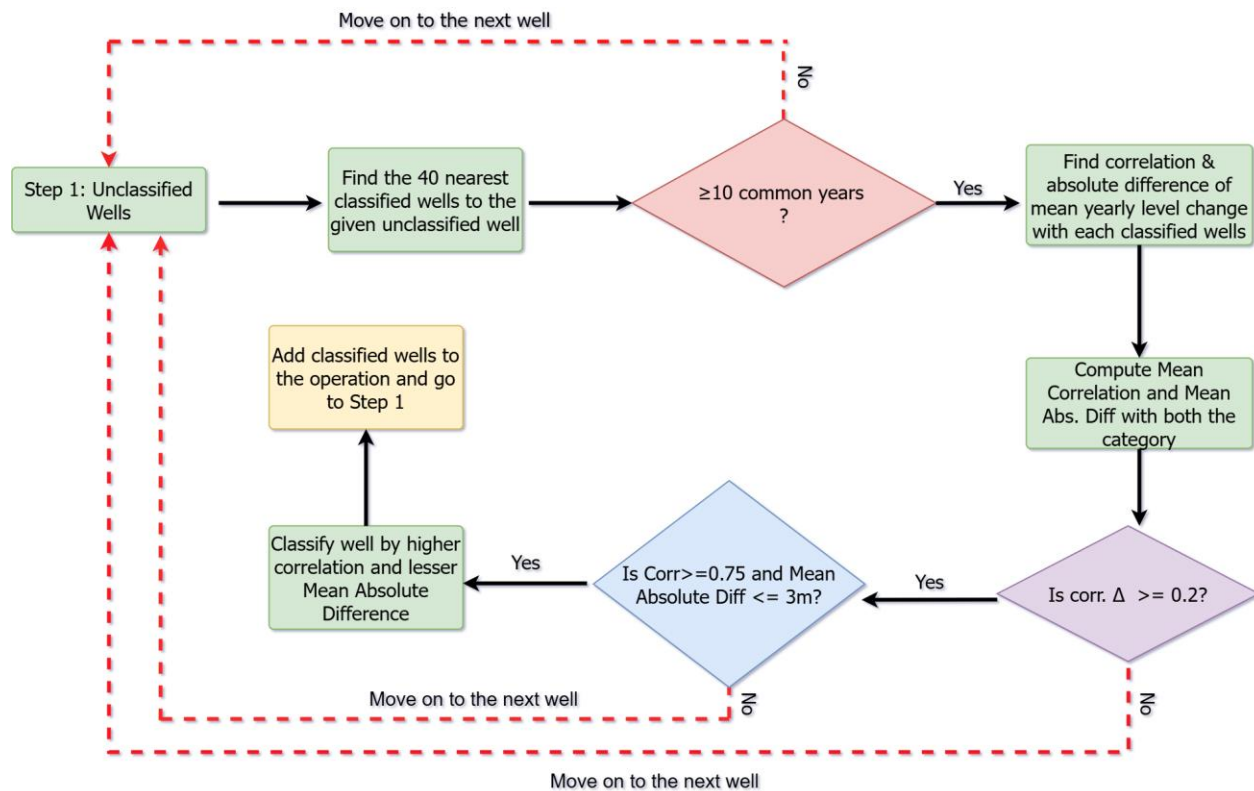 Move on to the next well
No
Step 1: Unclassified
Wells
Find the 40 nearest
classified wells to the
given unclassified well
≥10 common years
?
Yes
Find correlation &
absolute difference of
mean yearly level change
with each classified wells
Compute Mean
Correlation and Mean
Abs. Diff with both the
category
Is corr. Δ >= 0.2?
Yes
No
Is Corr>=0.75 and Mean
Absolute Diff <= 3m?
Yes
No
Classify well by higher
correlation and lesser
Mean Absolute
Difference
Add classified wells to
the operation and go
to Step 1
Move on to the next well
Move on to the next well